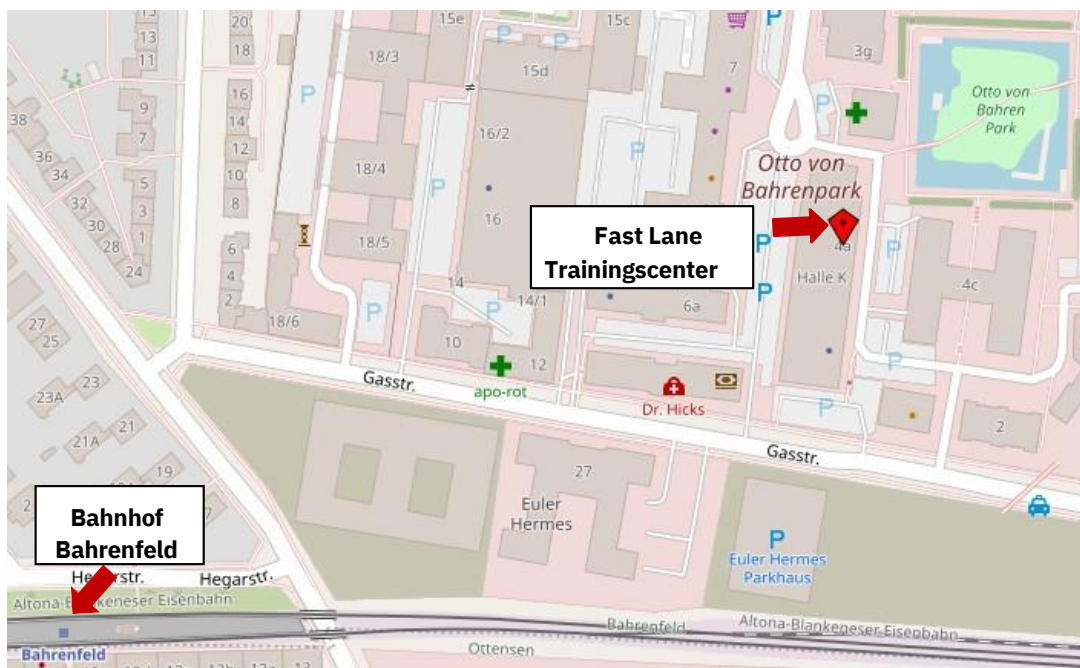 15
13
11
20
18
15e
18/3
P
P
P
15d
15c
P
7
3g
P
Otto von
Bahren
Park
38
36
34
32
30
28
24
9
7
5
3
1
16
14
12
10
8
6
4
2
P
18/4
18/5
18/6
P
P
16/2
16
14
14/1
P
10
12
apo-rot
P
Otto von
Bahrenpark
Fast Lane
Trainingscenter
P
P
4a
Halle K
P
4c
6a
P
P
2
Dr. Hicks
Gasstr.
Gasstr.
27
25
23
23A
21
21A
19
2
7
27
Euler
Hermes
P
Euler Hermes
Parkhaus
Bahnhof
Bahrenfeld
Hegarstr.
Hegarstr.
Altona-Blankeneser Eisenbahn
Bahrenfeld
Bahrenfeld
Altona-Blankeneser Eisenbahn
Ottensen
13